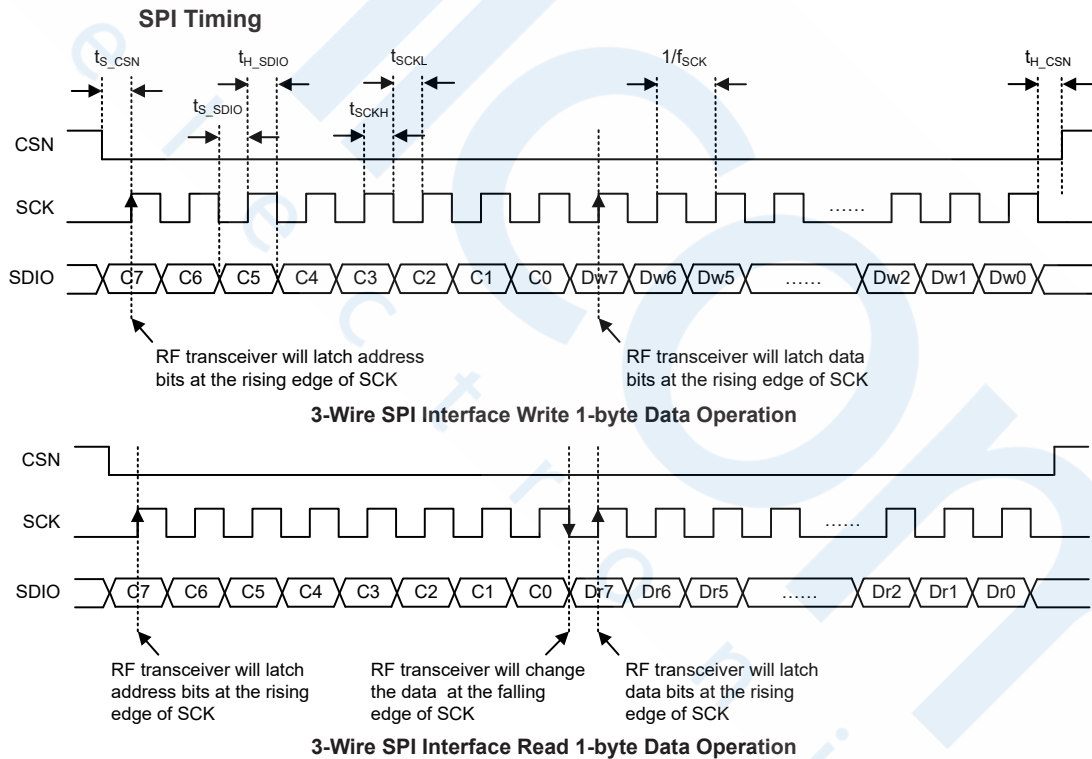 SPI Timing
tS_CSN tH_SDIO tSCKL 1/fSCK tH_CSN
tS_SDIO tSCKH
CSN
SCK ......
SDIO C7 C6 C5 C4 C3 C2 C1 C0 Dw7 Dw6 Dw5 ...... Dw2 Dw1 Dw0
RF transceiver will latch address
bits at the rising edge of SCK
RF transceiver will latch data
bits at the rising edge of SCK
3-Wire SPI Interface Write 1-byte Data Operation
CSN
SCK ......
SDIO C7 C6 C5 C4 C3 C2 C1 C0 Dr7 Dr6 Dr5 ...... Dr2 Dr1 Dr0
RF transceiver will latch
address bits at the rising
edge of SCK
RF transceiver will change
the data at the falling
edge of SCK
RF transceiver will latch
data bits at the rising
edge of SCK
3-Wire SPI Interface Read 1-byte Data Operation